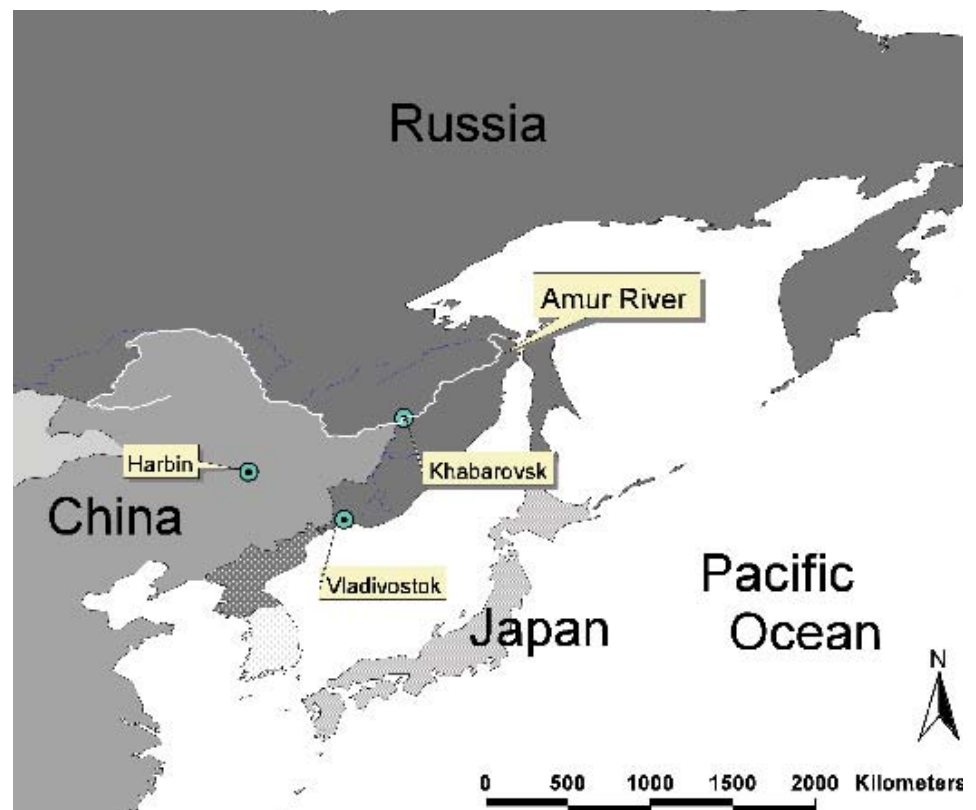 Russia
Amur River
Harbin
Khabarovsk
China
Vladivostok
Pacific
Ocean
Japan
N
0 500 1000 1500 2000 Kilometers